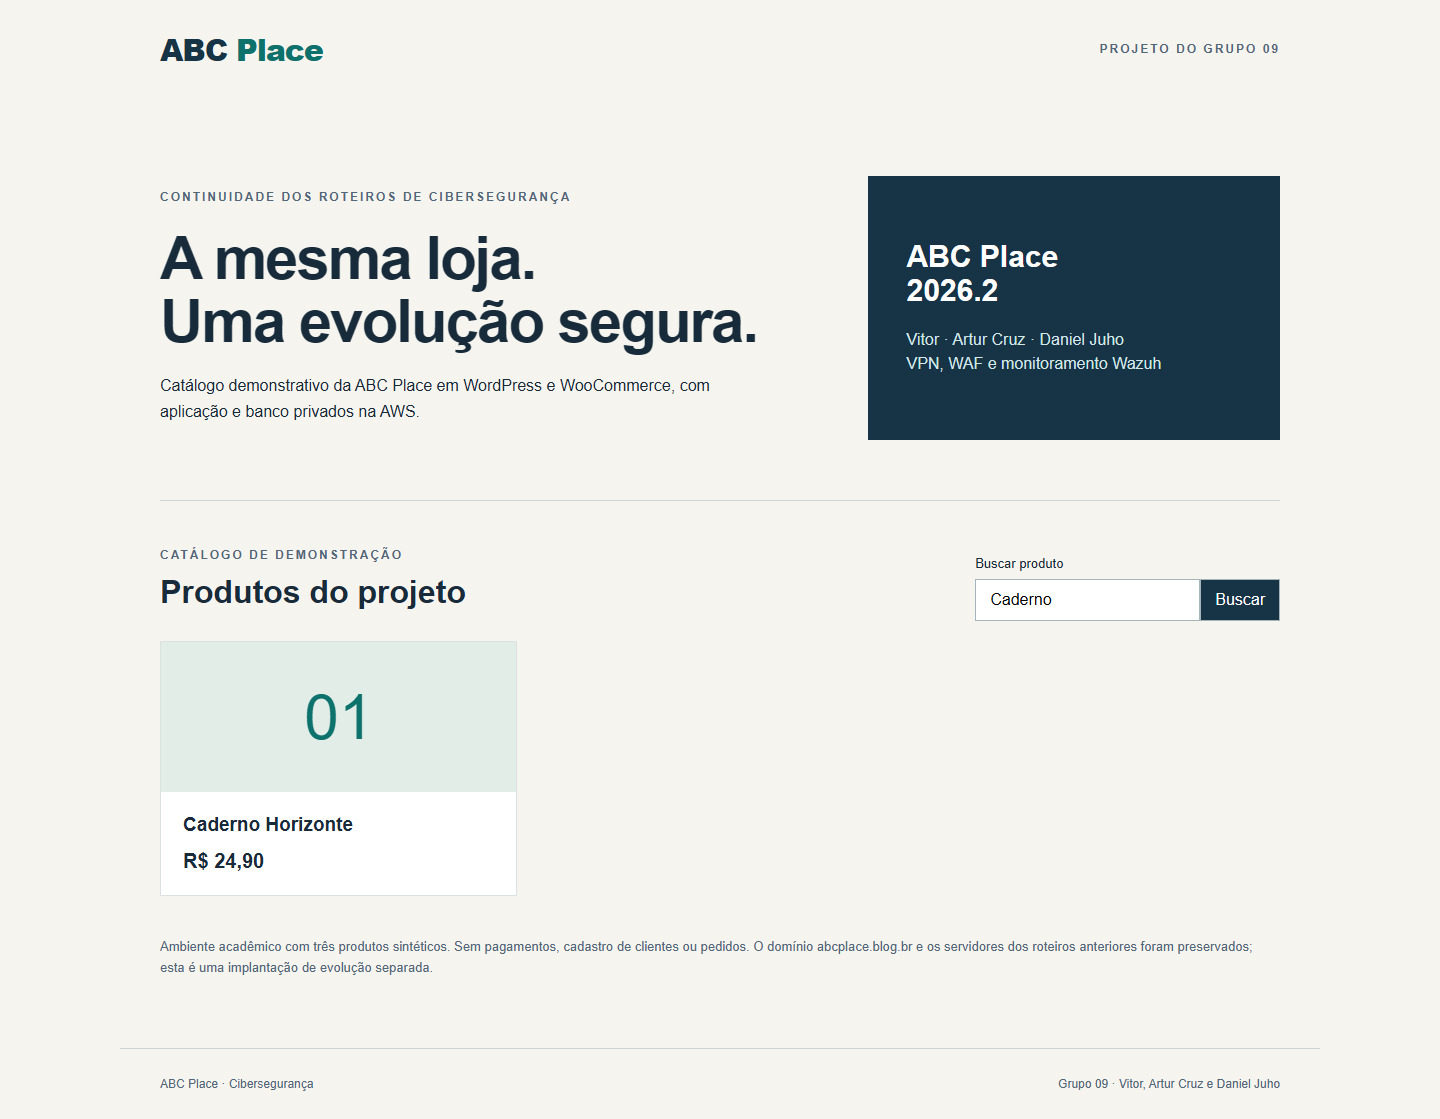 ABC Place
PROJETO DO GRUPO 09
CONTINUIDADE DOS ROTEIROS DE CIBERSEGURANÇA
A mesma loja.
Uma evolução segura.
Catálogo demonstrativo da ABC Place em WordPress e WooCommerce, com
aplicação e banco privados na AWS.
ABC Place
2026.2
Vitor · Artur Cruz · Daniel Juho
VPN, WAF e monitoramento Wazuh
CATÁLOGO DE DEMONSTRAÇÃO
Produtos do projeto
Buscar produto
Caderno
Buscar
01
Caderno Horizonte
R$ 24,90
Ambiente acadêmico com três produtos sintéticos. Sem pagamentos, cadastro de clientes ou pedidos. O domínio abcplace.blog.br e os servidores dos roteiros anteriores foram preservados;
esta é uma implantação de evolução separada.
ABC Place · Cibersegurança
Grupo 09 · Vitor, Artur Cruz e Daniel Juho